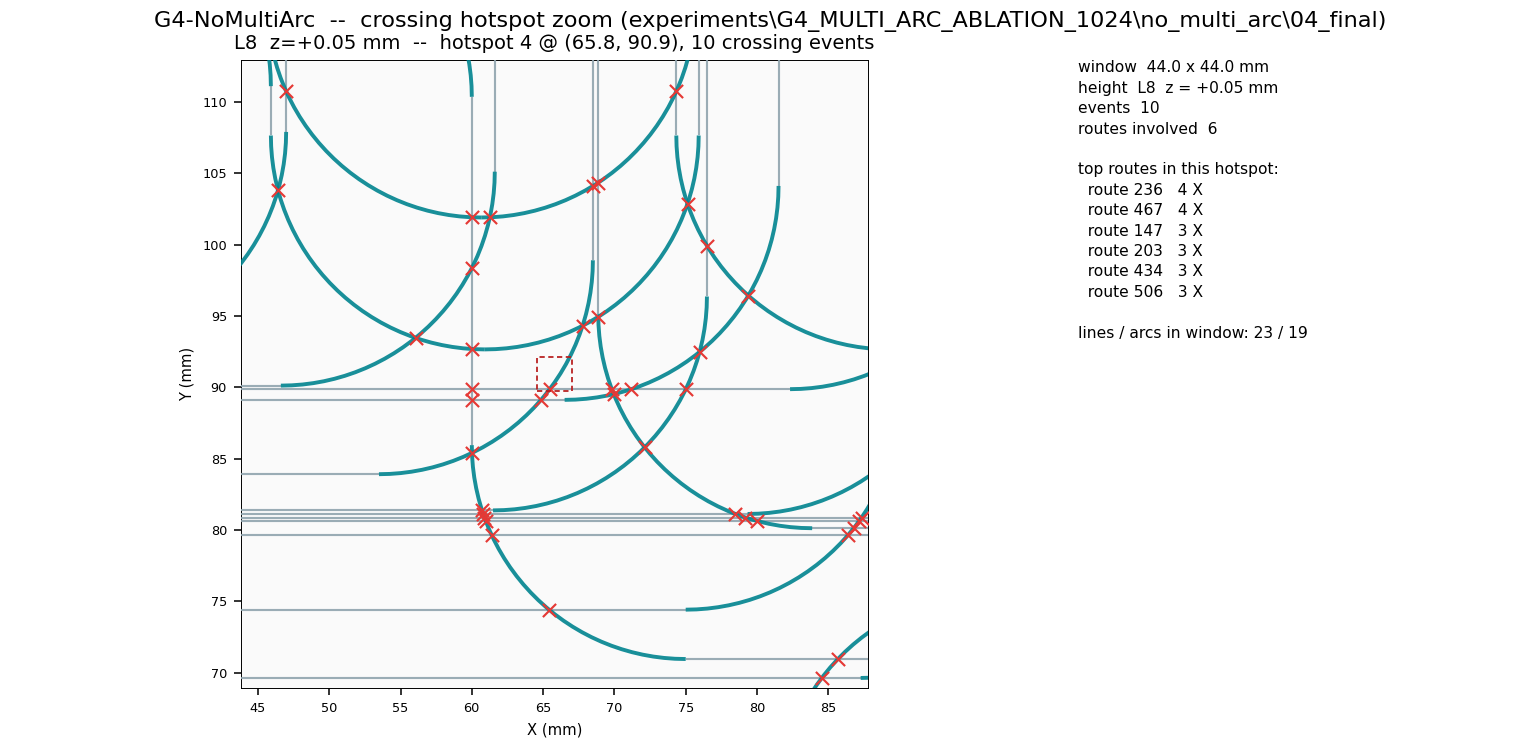 G4-NoMultiArc  --  crossing hotspot zoom (experiments\G4_MULTI_ARC_ABLATION_1024\no_multi_arc\04_final)
L8  z=+0.05 mm  --  hotspot 4 @ (65.8, 90.9), 10 crossing events
window  44.0 x 44.0 mm
height  L8  z = +0.05 mm
events  10
routes involved  6
top routes in this hotspot:
route 236   4 X
route 467   4 X
route 147   3 X
route 203   3 X
route 434   3 X
route 506   3 X
lines / arcs in window: 23 / 19
Y (mm)
110
105
100
95
90
85
80
75
70
45 50 55 60 65 70 75 80 85
X (mm)